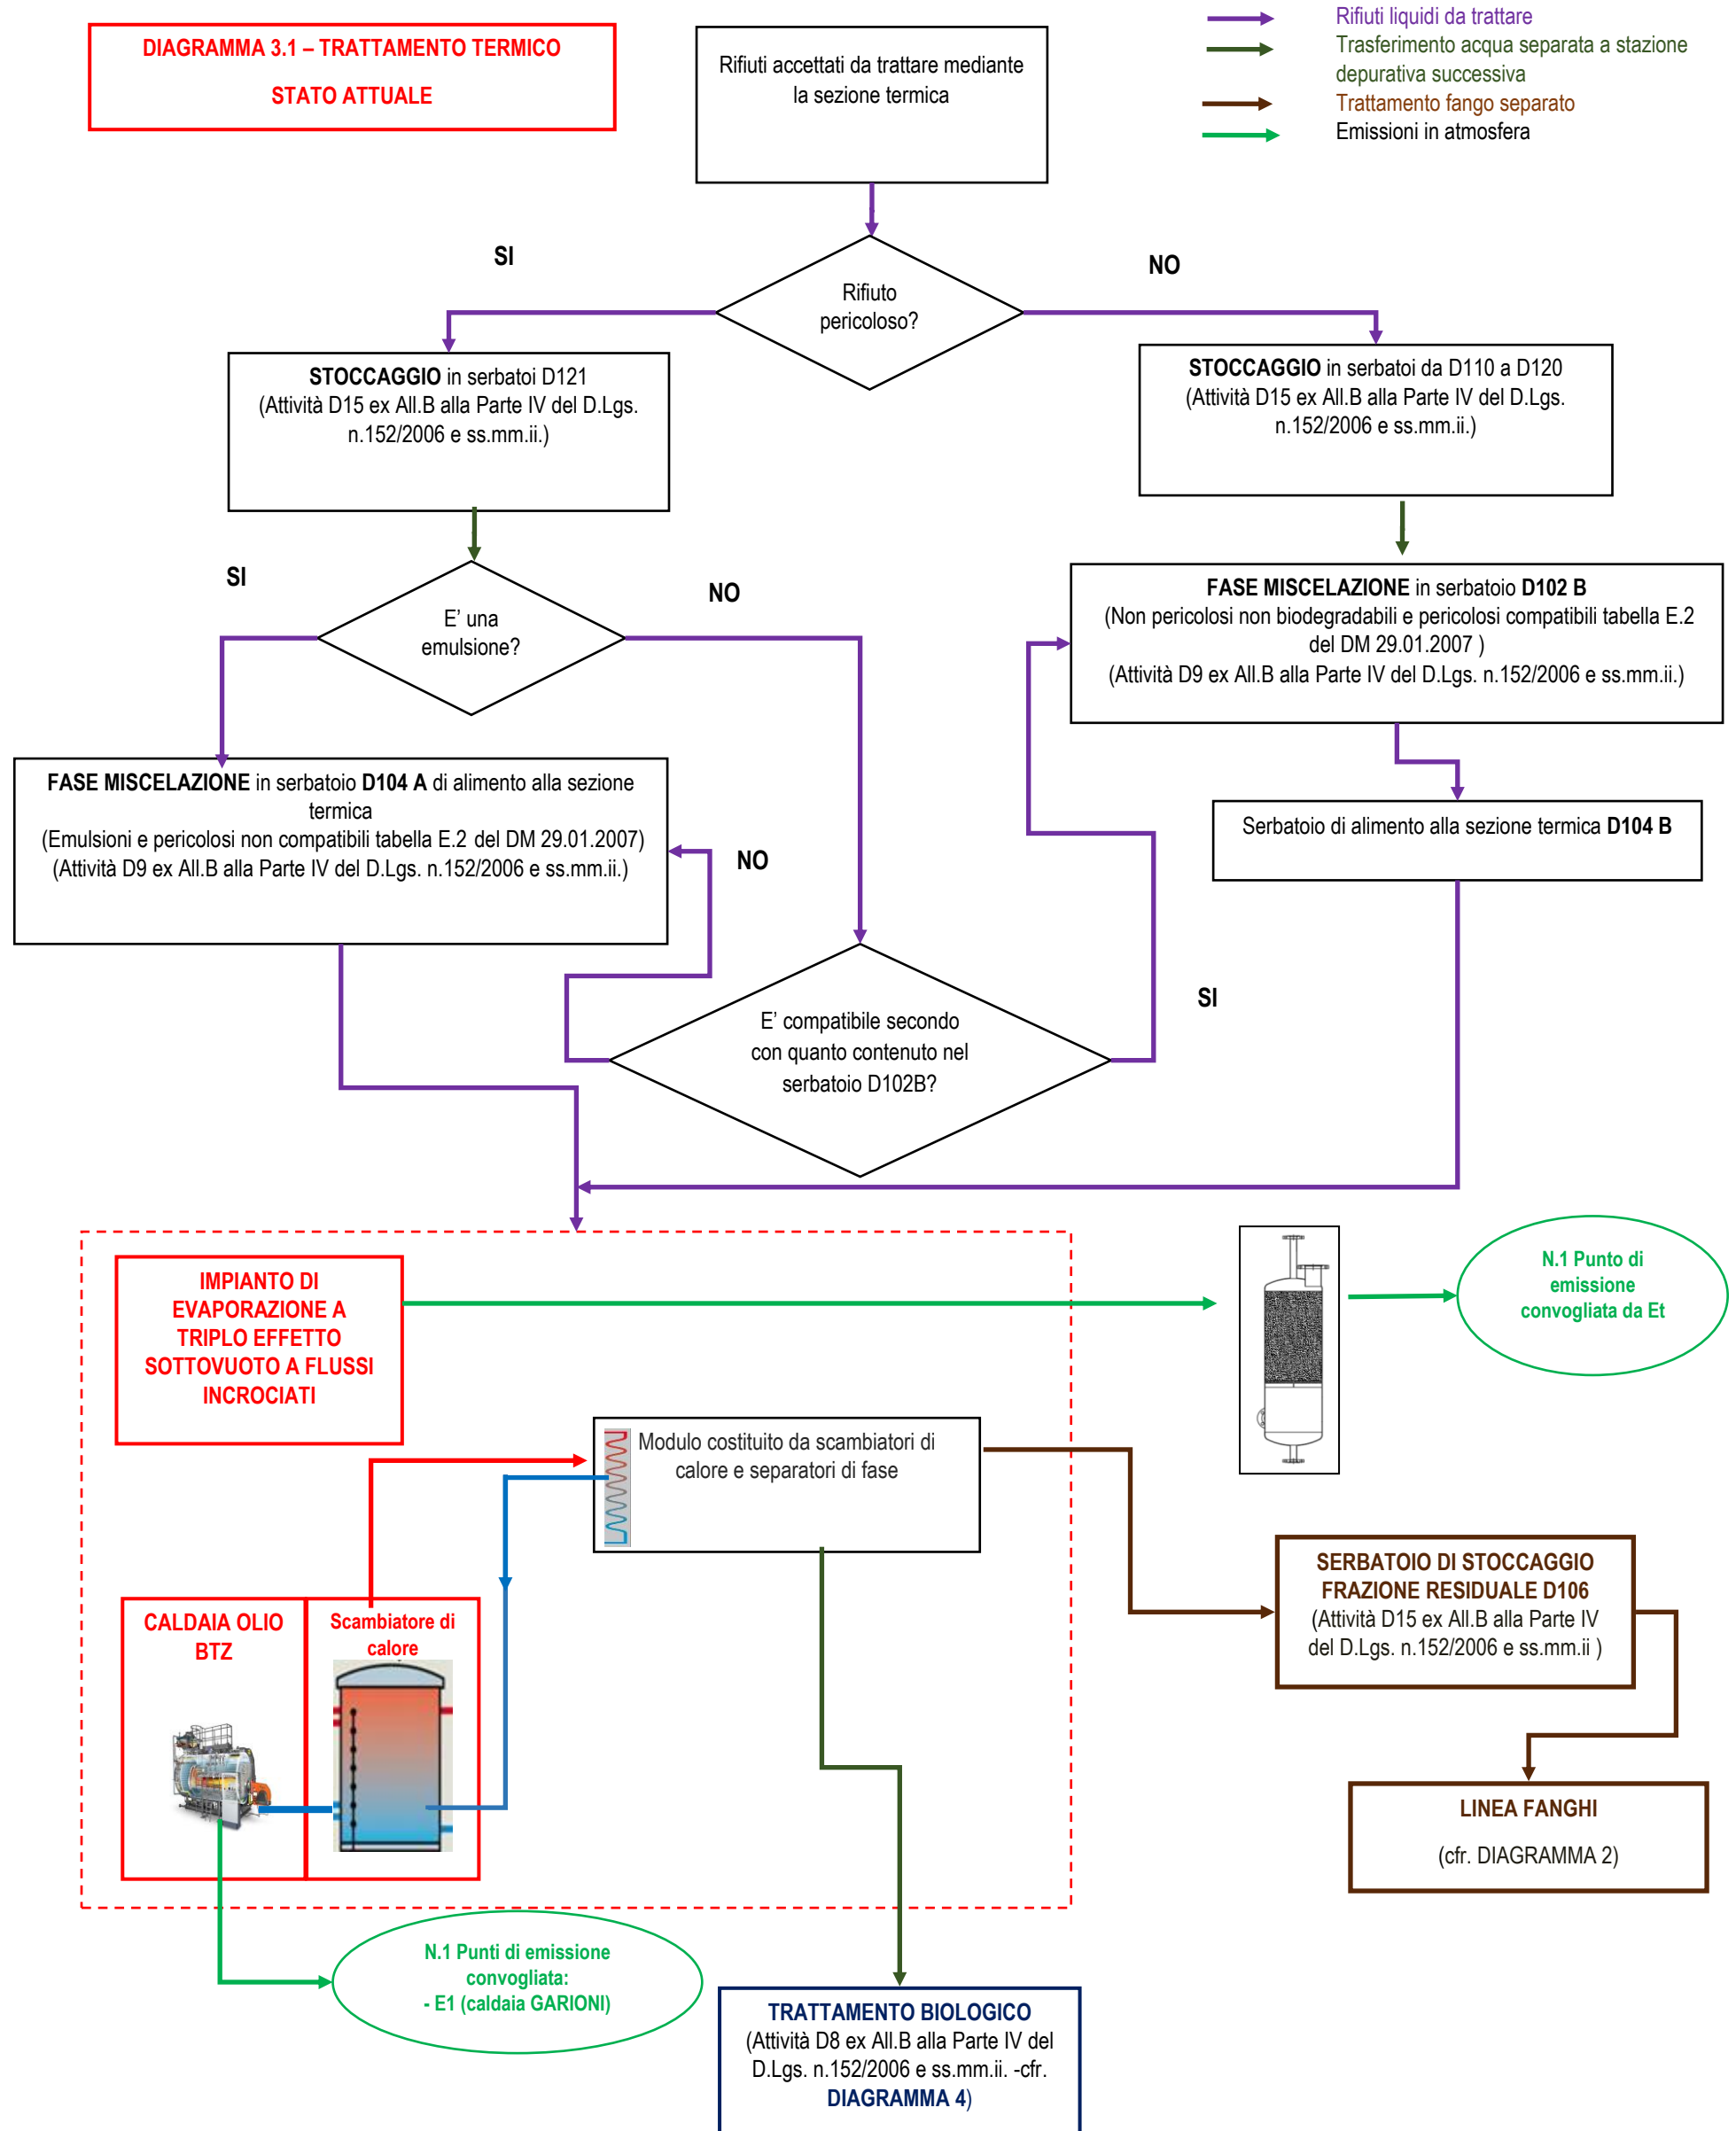 DIAGRAMMA 3.1 – TRATTAMENTO TERMICO
STATO ATTUALE
Rifiuti accettati da trattare mediante
la sezione termica
Rifiuti liquidi da trattare
Trasferimento acqua separata a stazione
depurativa successiva
Trattamento fango separato
Emissioni in atmosfera
SI
NO
Rifiuto
pericoloso?
STOCCAGGIO in serbatoi D121
(Attività D15 ex All.B alla Parte IV del D.Lgs.
n.152/2006 e ss.mm.ii.)
STOCCAGGIO in serbatoi da D110 a D120
(Attività D15 ex All.B alla Parte IV del D.Lgs.
n.152/2006 e ss.mm.ii.)
SI
NO
E’ una
emulsione?
FASE MISCELAZIONE in serbatoio D102 B
(Non pericolosi non biodegradabili e pericolosi compatibili tabella E.2
del DM 29.01.2007 )
(Attività D9 ex All.B alla Parte IV del D.Lgs. n.152/2006 e ss.mm.ii.)
FASE MISCELAZIONE in serbatoio D104 A di alimento alla sezione
termica
(Emulsioni e pericolosi non compatibili tabella E.2 del DM 29.01.2007)
(Attività D9 ex All.B alla Parte IV del D.Lgs. n.152/2006 e ss.mm.ii.)
Serbatoio di alimento alla sezione termica D104 B
NO
SI
E’ compatibile secondo
con quanto contenuto nel
serbatoio D102B?
IMPIANTO DI
EVAPORAZIONE A
TRIPLO EFFETTO
SOTTOVUOTO A FLUSSI
INCROCIATI
N.1 Punto di
emissione
convogliata da Et
Modulo costituito da scambiatori di
calore e separatori di fase
SERBATOIO DI STOCCAGGIO
FRAZIONE RESIDUALE D106
(Attività D15 ex All.B alla Parte IV
del D.Lgs. n.152/2006 e ss.mm.ii )
CALDAIA OLIO
BTZ
Scambiatore di
calore
LINEA FANGHI
(cfr. DIAGRAMMA 2)
N.1 Punti di emissione
convogliata:
- E1 (caldaia GARIONI)
TRATTAMENTO BIOLOGICO
(Attività D8 ex All.B alla Parte IV del
D.Lgs. n.152/2006 e ss.mm.ii. -cfr.
DIAGRAMMA 4)